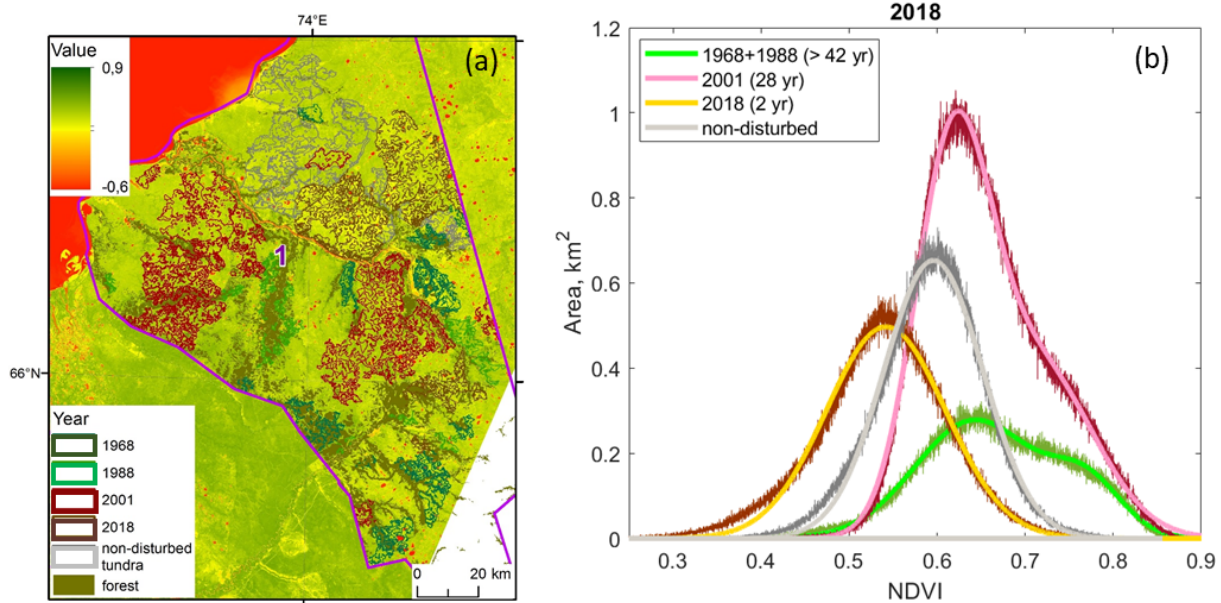 74°E
Value
0,9
-0,6
(a)
1
66°N
Year
1968
1988
2001
2018
non-disturbed
tundra
forest
0 20 km
2018
(b)
1968+1988 (> 42 yr)
2001 (28 yr)
2018 (2 yr)
non-disturbed
Area, km²
1.2
1
0.8
0.6
0.4
0.2
0
0.3 0.4 0.5 0.6 0.7 0.8 0.9
NDVI